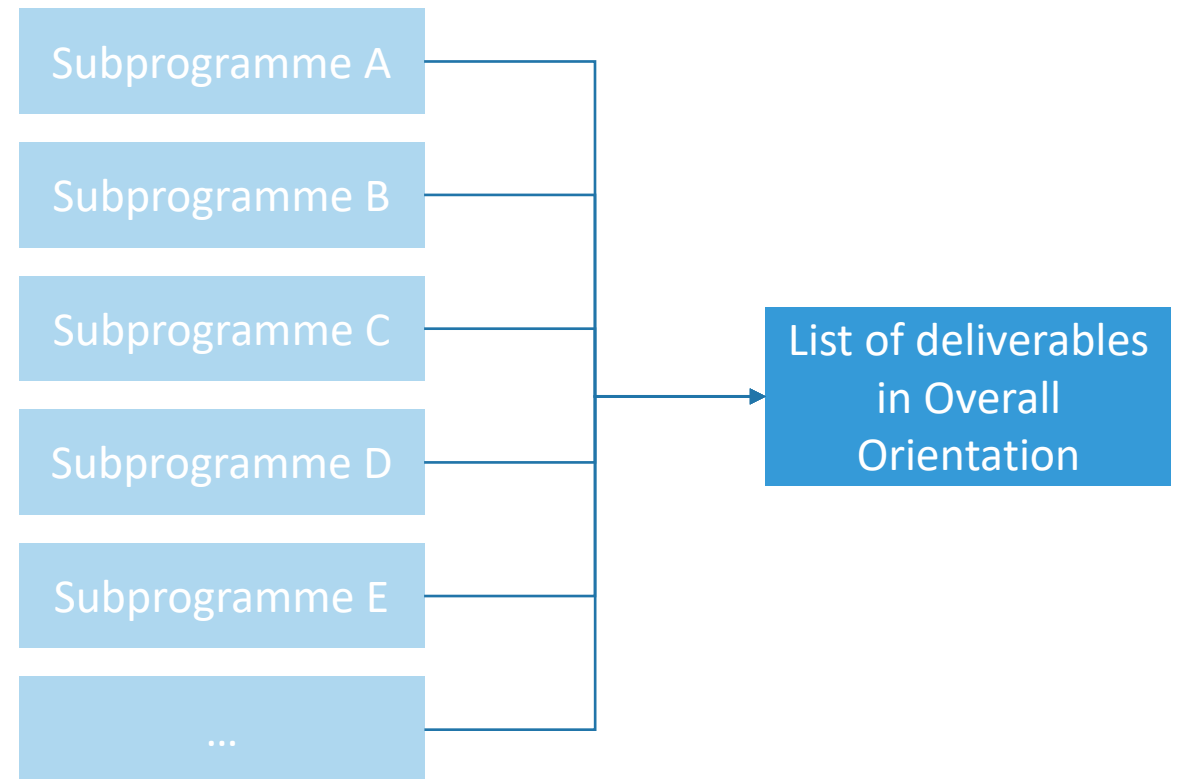 Subprogramme A
Subprogramme B
Subprogramme C
Subprogramme D
Subprogramme E
...
List of deliverables
in Overall
Orientation